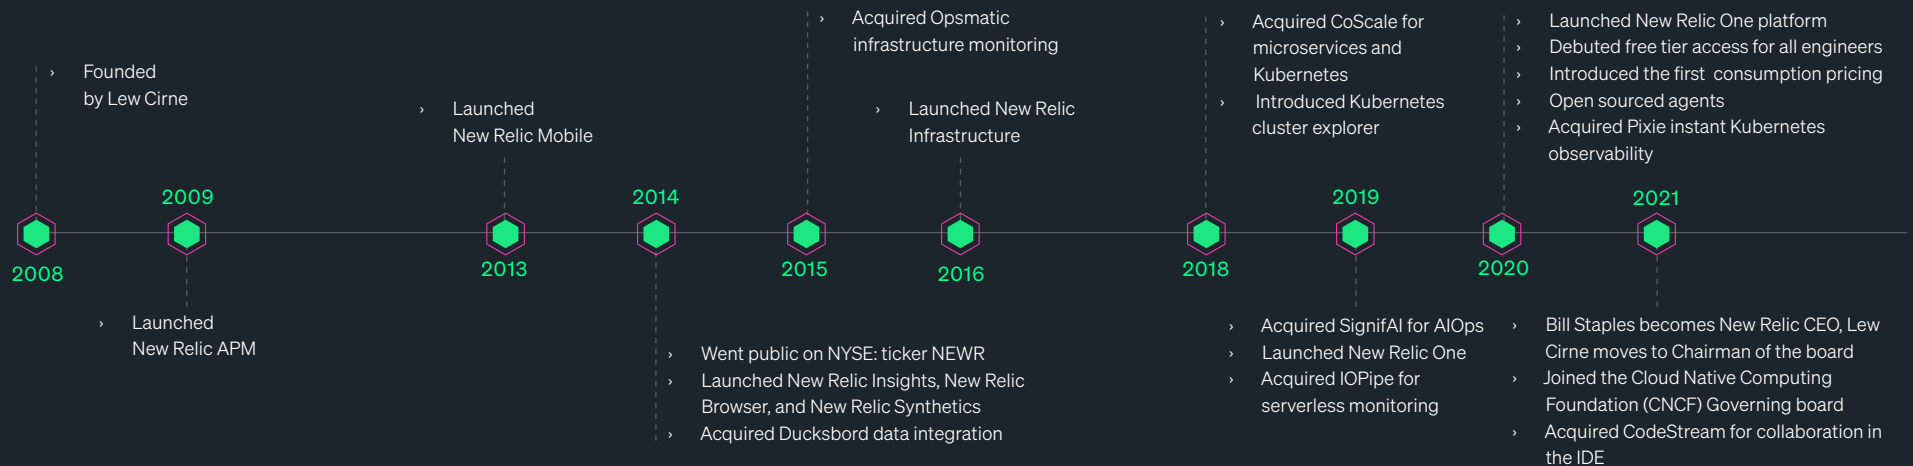 Founded
by Lew Cirne
2008
2009
Launched
New Relic APM
Launched
New Relic Mobile
2013
2014
Went public on NYSE: ticker NEWR
Launched New Relic Insights, New Relic
Browser, and New Relic Synthetics
Acquired Ducksbord data integration
Acquired Opsmatic
infrastructure monitoring
2015
Launched New Relic
Infrastructure
2016
Acquired CoScale for
microservices and
Kubernetes
Introduced Kubernetes
cluster explorer
2018
2019
Acquired SignifAI for AIOps
Launched New Relic One
Acquired IOPipe for
serverless monitoring
Launched New Relic One platform
Debuted free tier access for all engineers
Introduced the first consumption pricing
Open sourced agents
Acquired Pixie instant Kubernetes
observability
2020
2021
Bill Staples becomes New Relic CEO, Lew
Cirne moves to Chairman of the board
Joined the Cloud Native Computing
Foundation (CNCF) Governing board
Acquired CodeStream for collaboration in
the IDE